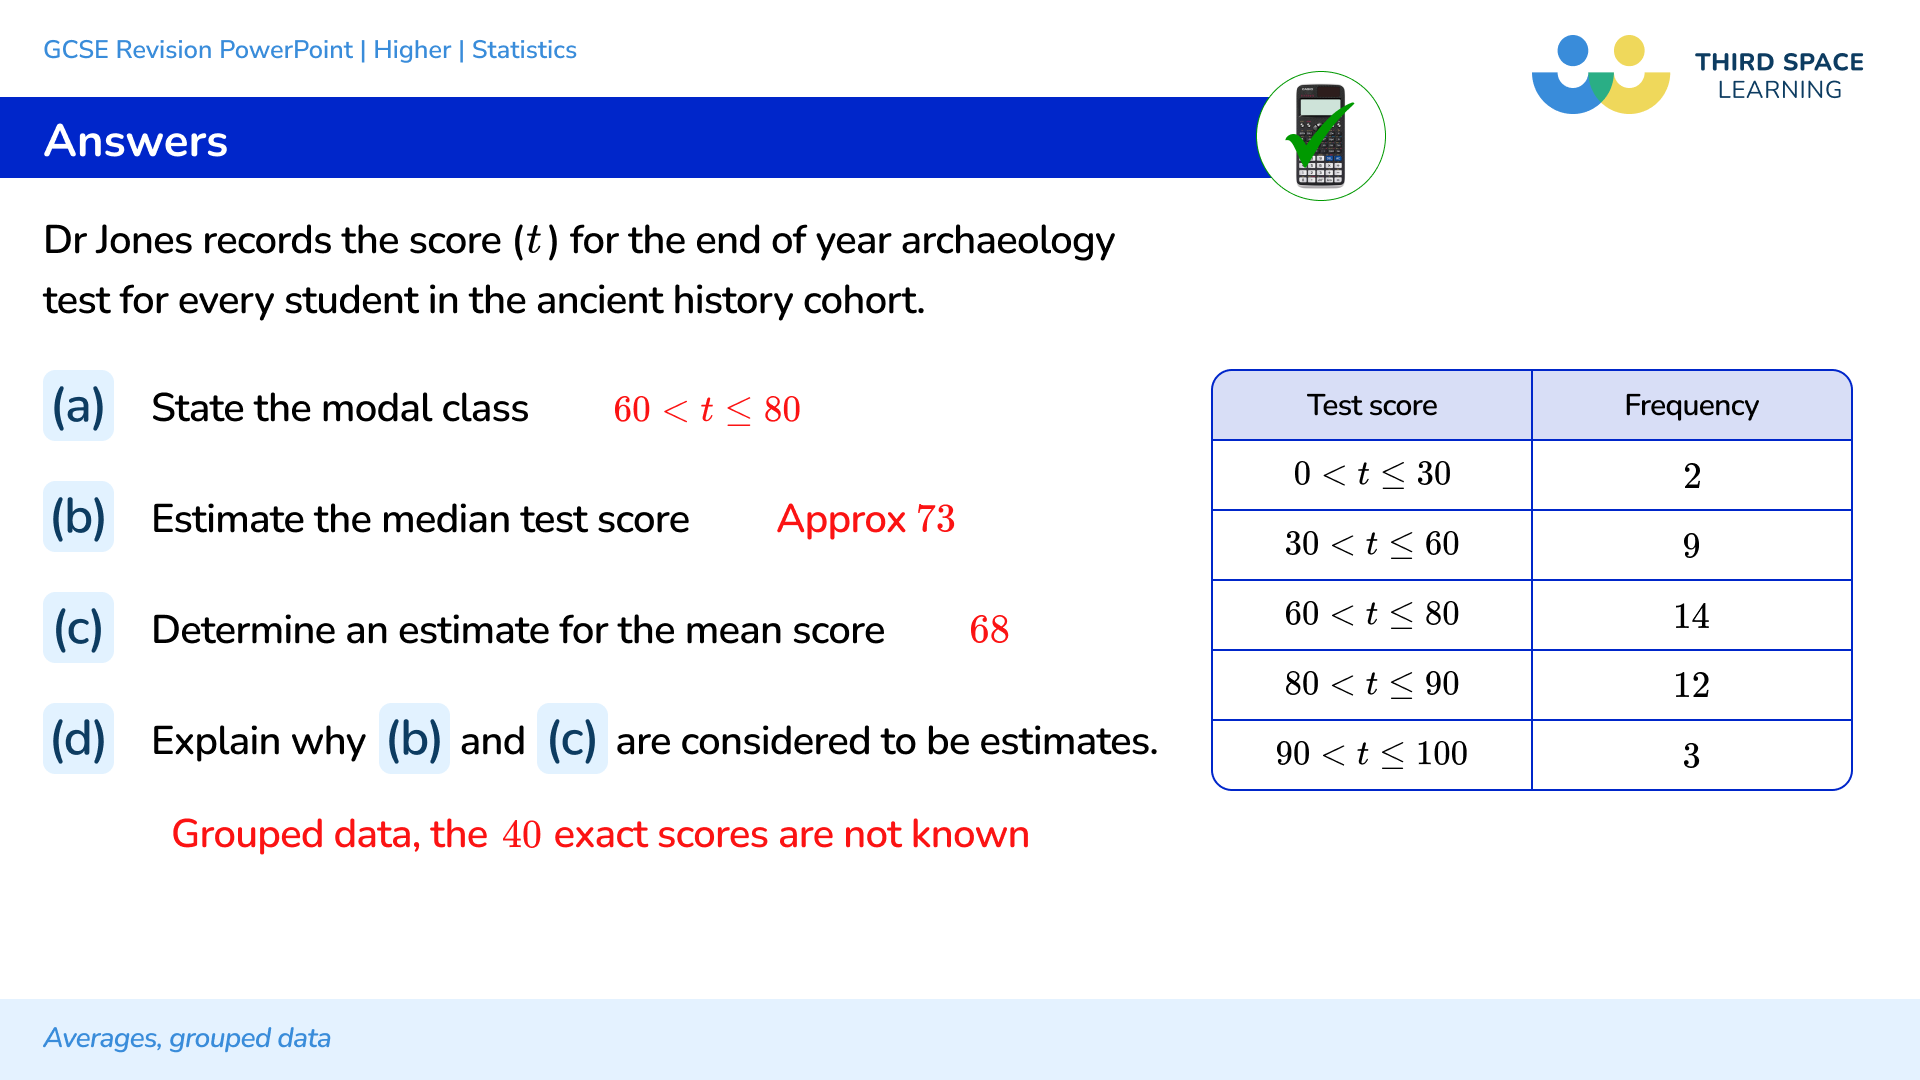 GCSE Revision PowerPoint | Higher | Statistics
THIRD SPACE
LEARNING
Answers
Dr Jones records the score (t) for the end of year archaeology
test for every student in the ancient history cohort.
(a) State the modal class 60 < t ≤ 80
(b) Estimate the median test score Approx 73
(c) Determine an estimate for the mean score 68
(d) Explain why (b) and (c) are considered to be estimates.
Grouped data, the 40 exact scores are not known
Test score Frequency
0 < t ≤ 30 2
30 < t ≤ 60 9
60 < t ≤ 80 14
80 < t ≤ 90 12
90 < t ≤ 100 3
Averages, grouped data